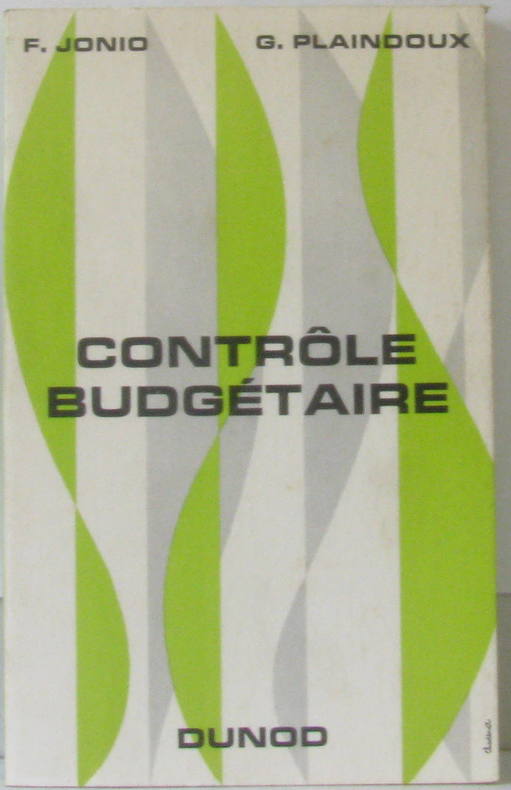 F. JONIO G. PLAINDOUX
CONTRÔLE
BUDGÉTAIRE
DUNOD